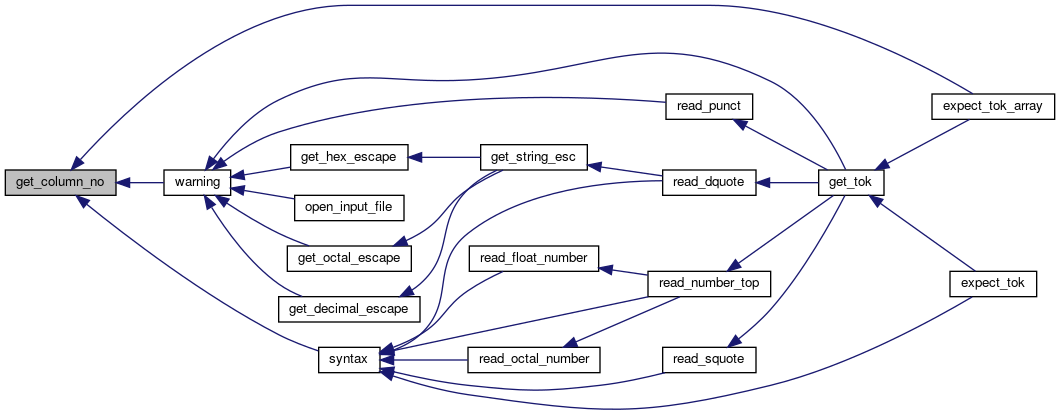 get_column_no
warning
syntax
get_hex_escape
open_input_file
get_octal_escape
get_decimal_escape
get_string_esc
read_float_number
read_octal_number
read_punct
read_dquote
read_number_top
read_squote
get_tok
expect_tok_array
expect_tok